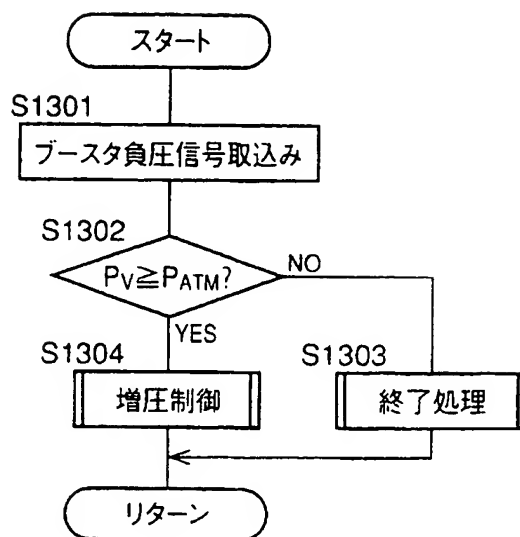 スタート
S1301
ブースタ負圧信号取込み
S1302
PV≧PATM?
NO
YES
S1304
S1303
増圧制御
終了処理
リターン